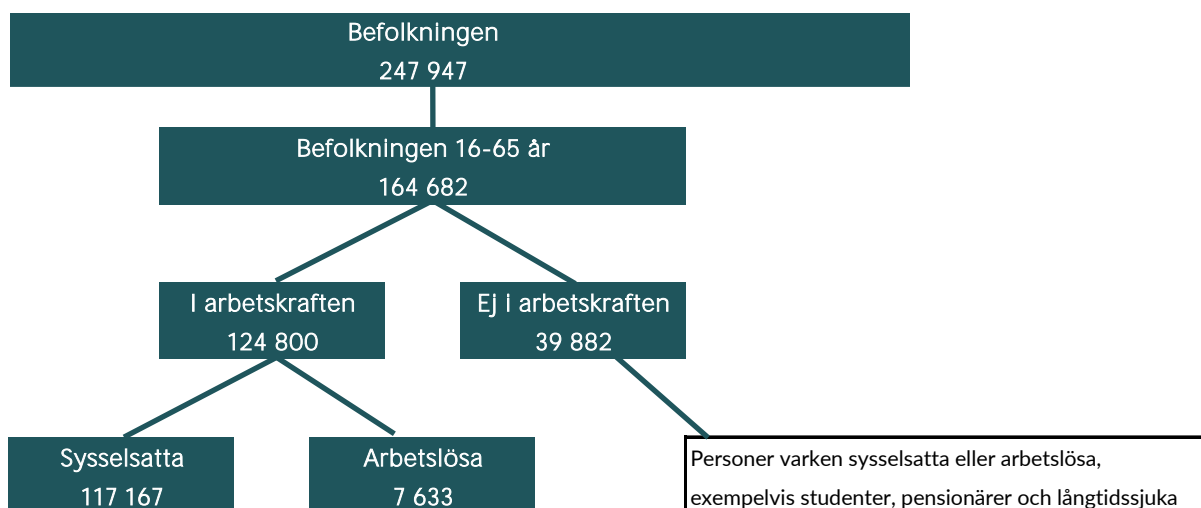 Befolkningen
247 947
Befolkningen 16-65 år
164 682
I arbetskraften
124 800
Ej i arbetskraften
39 882
Sysselsatta
117 167
Arbetslösa
7 633
Personer varken sysselsatta eller arbetslösa,
exempelvis studenter, pensionärer och långtidssjuka